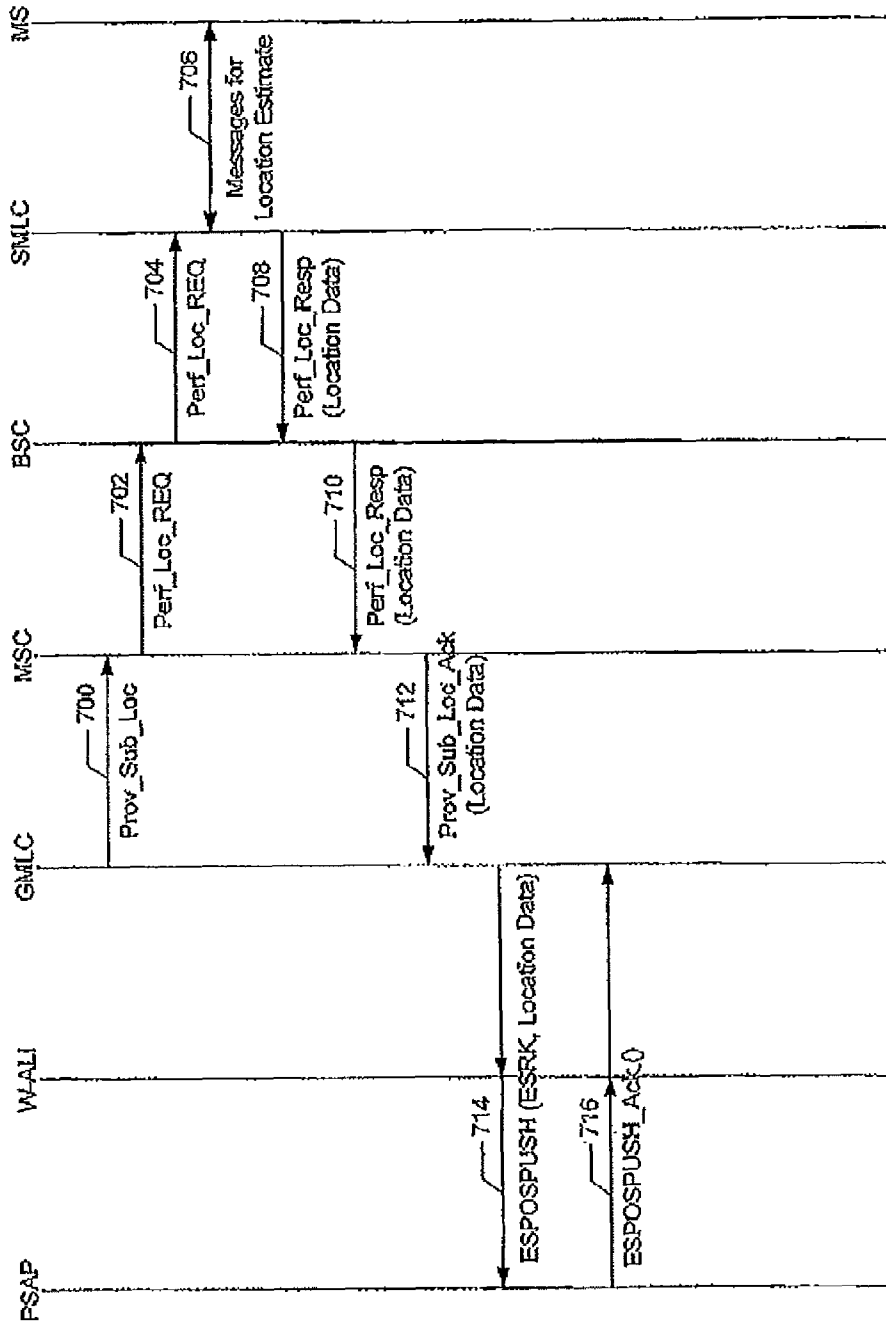 PSAP
W-ALI
GMLC
MSC
BSC
SMLC
MS
700
Prov_Sub_Loc
702
Perf_Loc_REQ
704
Perf_Loc_REQ
706
Messages for
Location Estimate
708
Perf_Loc_Resp
(Location Data)
710
Perf_Loc_Resp
(Location Data)
712
Prov_Sub_Loc_Ack
(Location Data)
714
ESPOSPUSH (ESRK, Location Data)
716
ESPOSPUSH_Ack ()